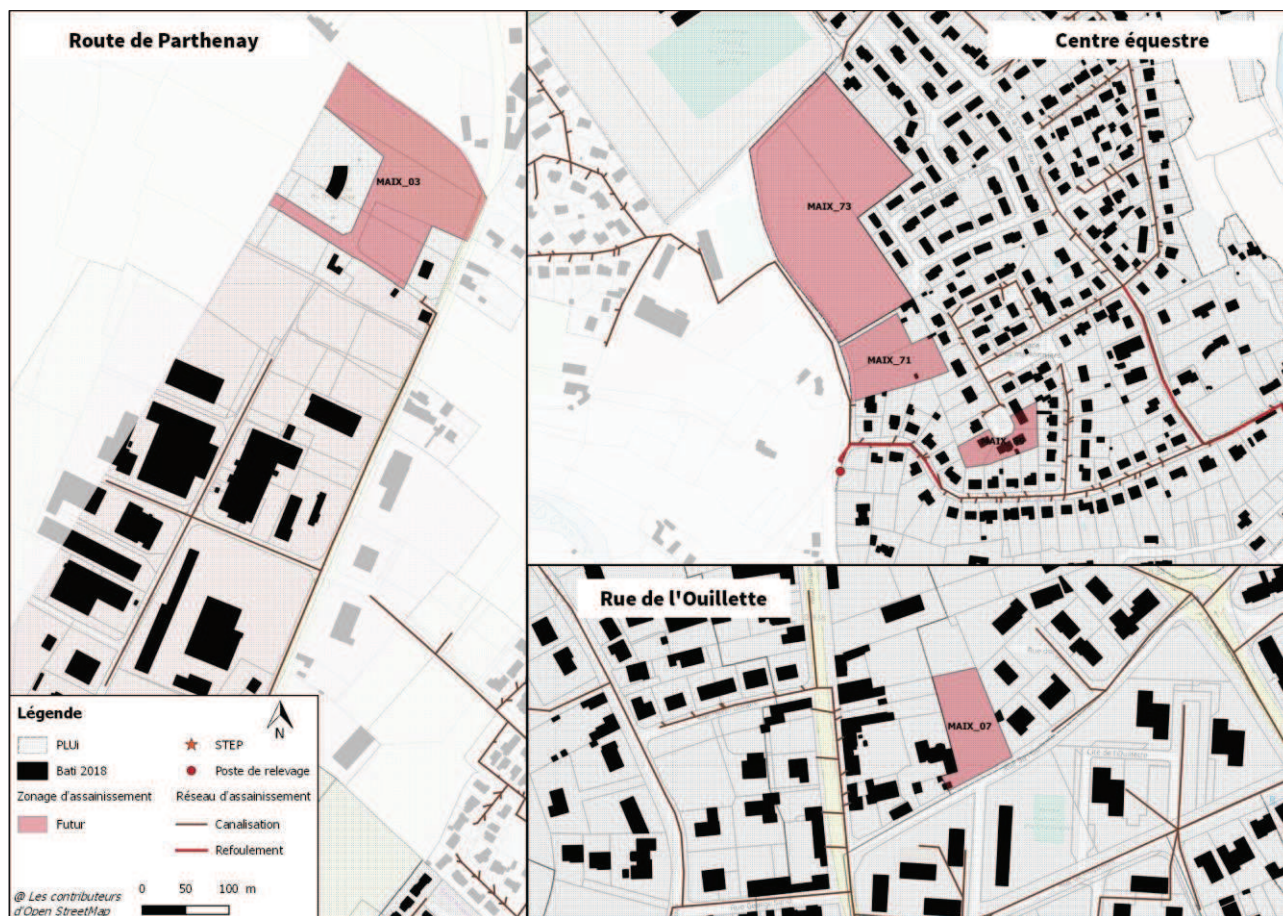 Route de Parthenay
MAIX_03
Centre équestre
MAIX_73
MAIX_71
MAIX_
Rue de l'Ouillette
MAIX_07
Légende
N
PLUi
Bati 2018
Zonage d'assainissement
Futur
STEP
Poste de relevage
Réseau d'assainissement
Canalisation
Refoulement
0 50 100 m
@ Les contributeurs
d'Open StreetMap